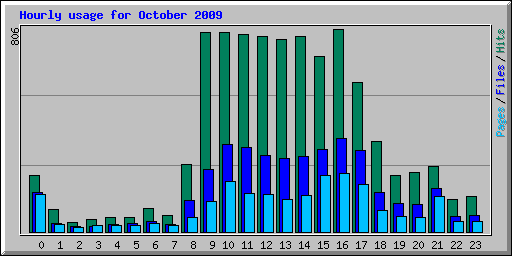 Hourly usage for October 2009
806
Pages / Files / Hits
0 1 2 3 4 5 6 7 8 9 10 11 12 13 14 15 16 17 18 19 20 21 22 23